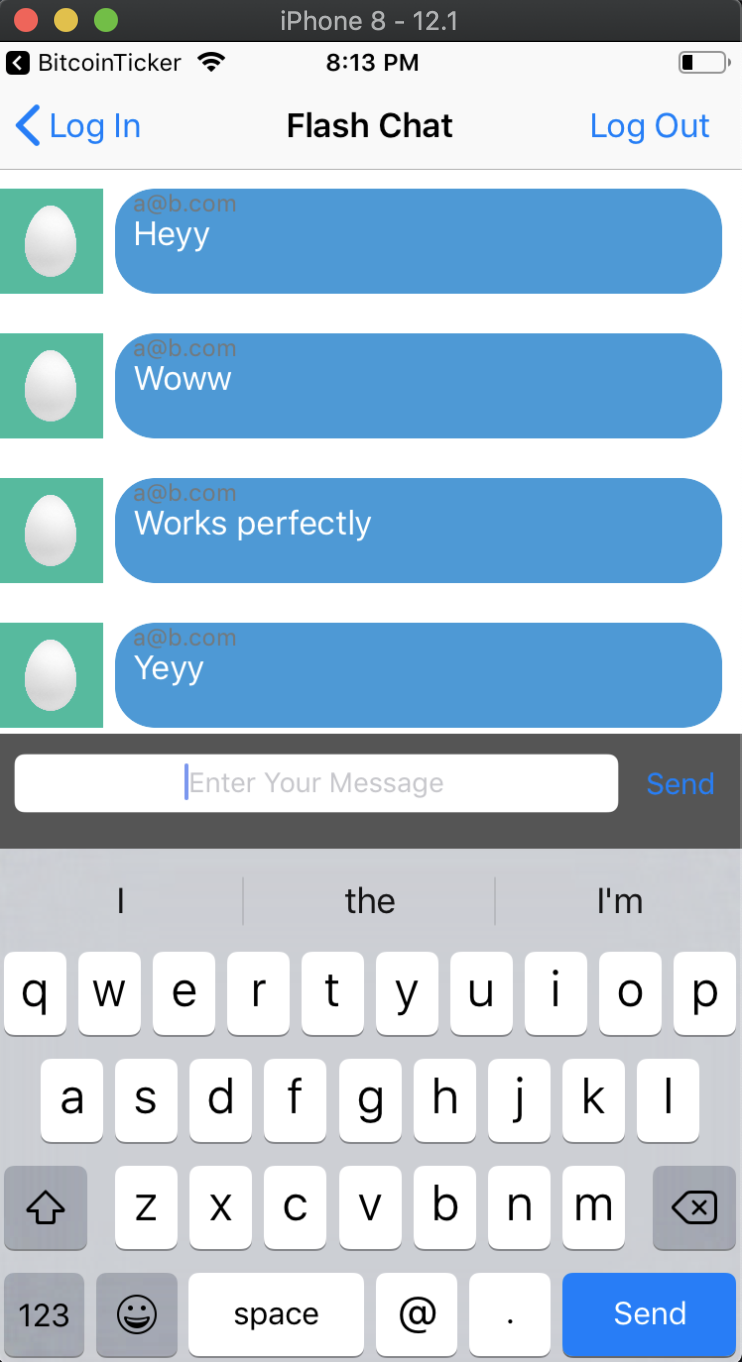 iPhone 8 - 12.1
BitcoinTicker 8:13 PM
Log In Flash Chat Log Out
a@b.com
Heyy
a@b.com
Woww
a@b.com
Works perfectly
a@b.com
Yeyy
Enter Your Message Send
I the I'm
q w e r t y u i o p
a s d f g h j k l
z x c v b n m
123 space @ . Send